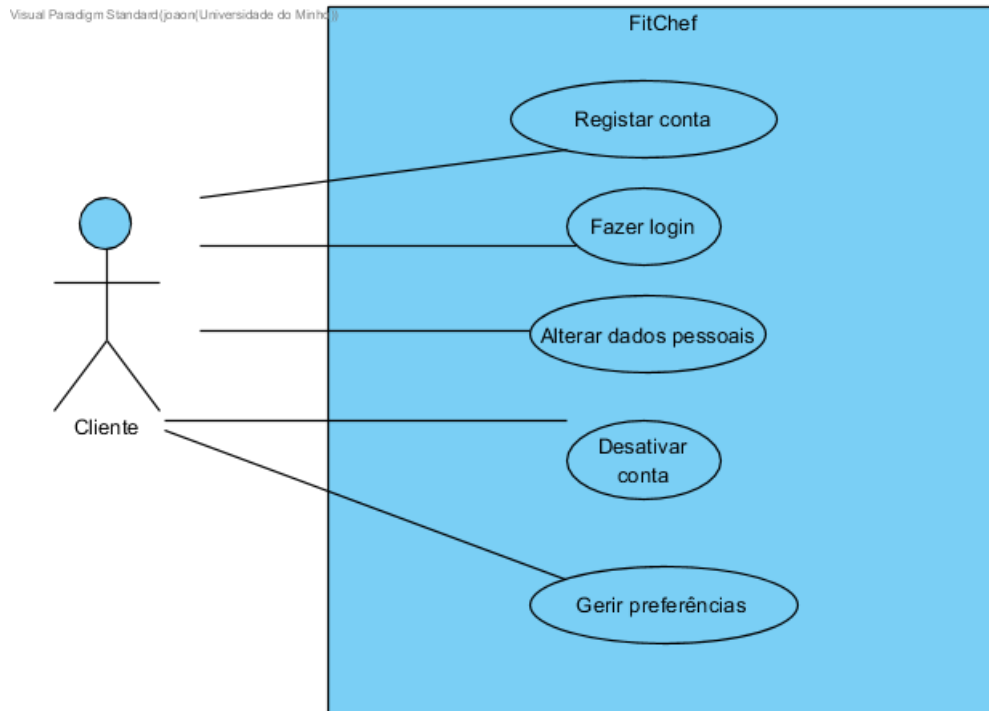 Visual Paradigm Standard(joaon(Universidade do Minho))
FitChef
Registar conta
Fazer login
Alterar dados pessoais
Cliente
Desativar
conta
Gerir preferências